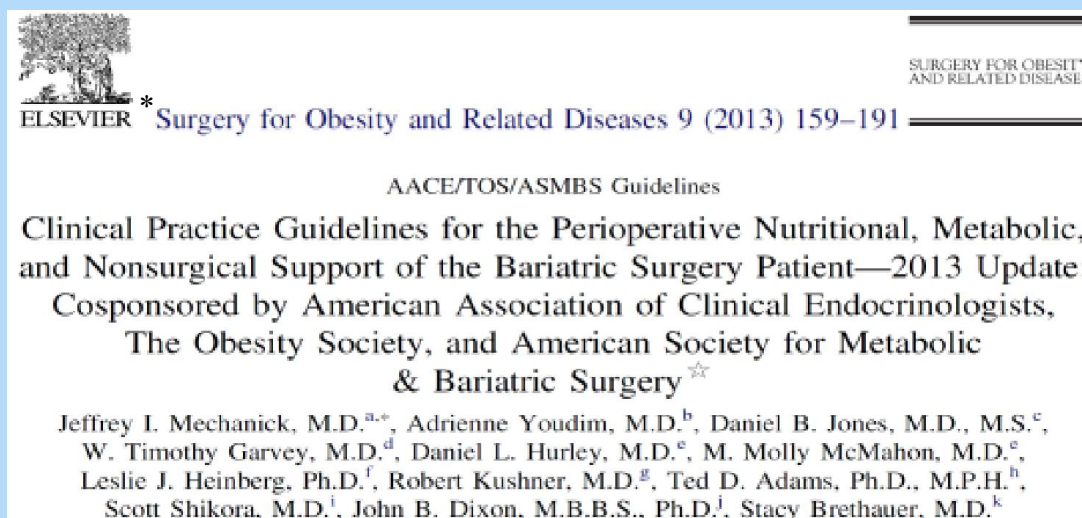 SURGERY FOR OBESITY
AND RELATED DISEASE
ELSEVIER
*Surgery for Obesity and Related Diseases 9 (2013) 159–191
AACE/TOS/ASMBS Guidelines
Clinical Practice Guidelines for the Perioperative Nutritional, Metabolic,
and Nonsurgical Support of the Bariatric Surgery Patient—2013 Update
Cosponsored by American Association of Clinical Endocrinologists,
The Obesity Society, and American Society for Metabolic
& Bariatric Surgery☆
Jeffrey I. Mechanick, M.D.a,*, Adrienne Youdim, M.D.b, Daniel B. Jones, M.D., M.S.c,
W. Timothy Garvey, M.D.d, Daniel L. Hurley, M.D.e, M. Molly McMahon, M.D.e,
Leslie J. Heinberg, Ph.D.f, Robert Kushner, M.D.g, Ted D. Adams, Ph.D., M.P.H.h,
Scott Shikora, M.D.i, John B. Dixon, M.B.B.S., Ph.D.j, Stacy Brethauer, M.D.k